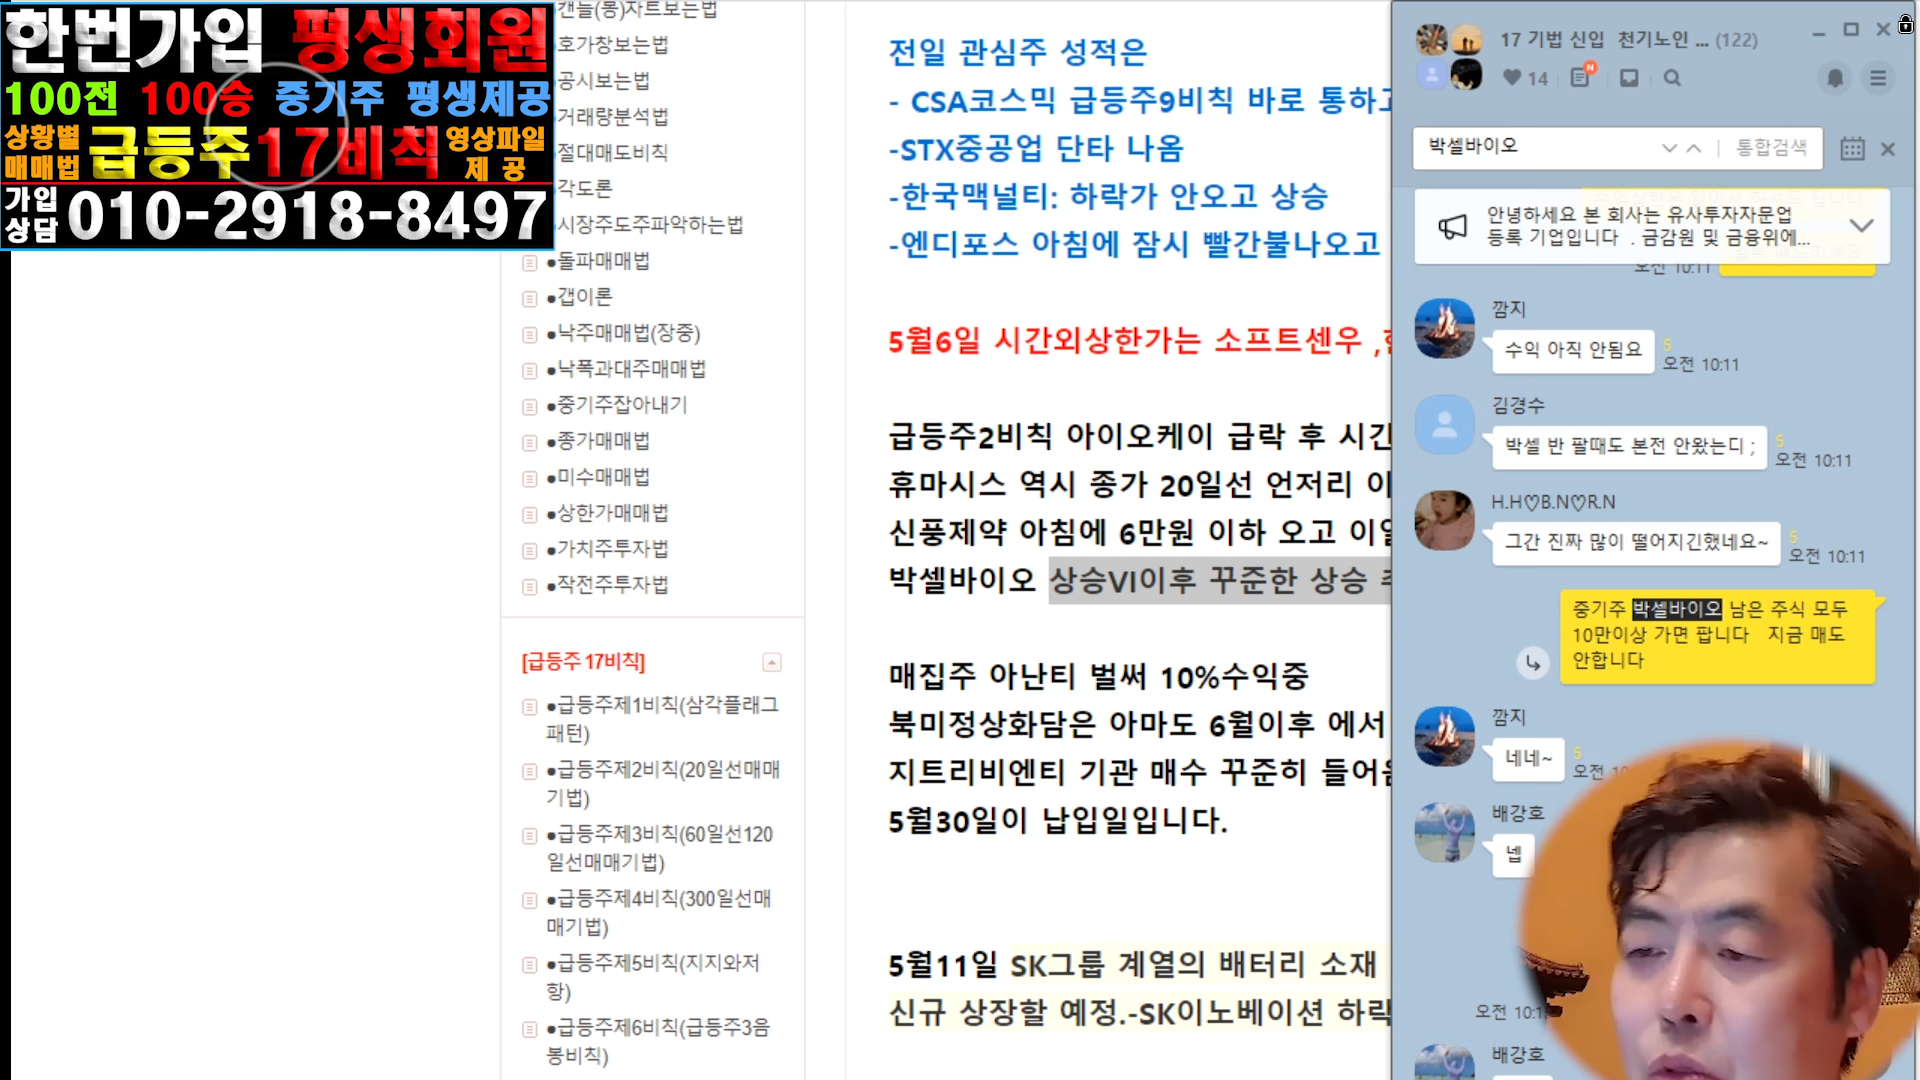 한번가입 평생회원
100전 100승 중기주 평생제공
상황별 매매법 급등주17비칙 영상파일 제 공
가입 상담 010-2918-8497
캔들(봉)차트보는법
호가창보는법
공시보는법
거래량분석법
절대매도비칙
각도론
시장주도주파악하는법
●돌파매매법
●갭이론
●낙주매매법(장중)
●낙폭과대주매매법
●중기주잡아내기
●종가매매법
●미수매매법
●상한가매매법
●가치주투자법
●작전주투자법
[급등주 17비칙]
●급등주제1비칙(삼각플래그
패턴)
●급등주제2비칙(20일선매매
기법)
●급등주제3비칙(60일선120
일선매매기법)
●급등주제4비칙(300일선매
매기법)
●급등주제5비칙(지지와저
항)
●급등주제6비칙(급등주3음
봉비칙)
전일 관심주 성적은
- CSA코스믹 급등주9비칙 바로 통하고
-STX중공업 단타 나옴
-한국맥널티: 하락가 안오고 상승
-엔디포스 아침에 잠시 빨간불나오고
5월6일 시간외상한가는 소프트센우 ,
급등주2비칙 아이오케이 급락 후 시간
휴마시스 역시 종가 20일선 언저리 이
신풍제약 아침에 6만원 이하 오고 이일
박셀바이오 상승VI이후 꾸준한 상승
매집주 아난티 벌써 10%수익중
북미정상화담은 아마도 6월이후 에서
지트리비엔티 기관 매수 꾸준히 들어옴
5월30일이 납입일입니다.
5월11일 SK그룹 계열의 배터리 소재
신규 상장할 예정.-SK이노베이션 하락
17 기법 신입 천기노인 ... (122)
14
N
박셀바이오 통합검색
안녕하세요 본 회사는 유사투자자문업
등록 기업입니다 . 금감원 및 금융위에...
오전 10:11
깜지
수익 아직 안됨요 5
오전 10:11
김경수
박셀 반 팔때도 본전 안왔는디 ; 5
오전 10:11
H.H♡B.N♡R.N
그간 진짜 많이 떨어지긴했네요~ 5
오전 10:11
중기주 박셀바이오 남은 주식 모두
10만이상 가면 팝니다 지금 매도
안합니다
깜지
네네~ 5
오전 10
배강호
넵
오전 10:1
배강호